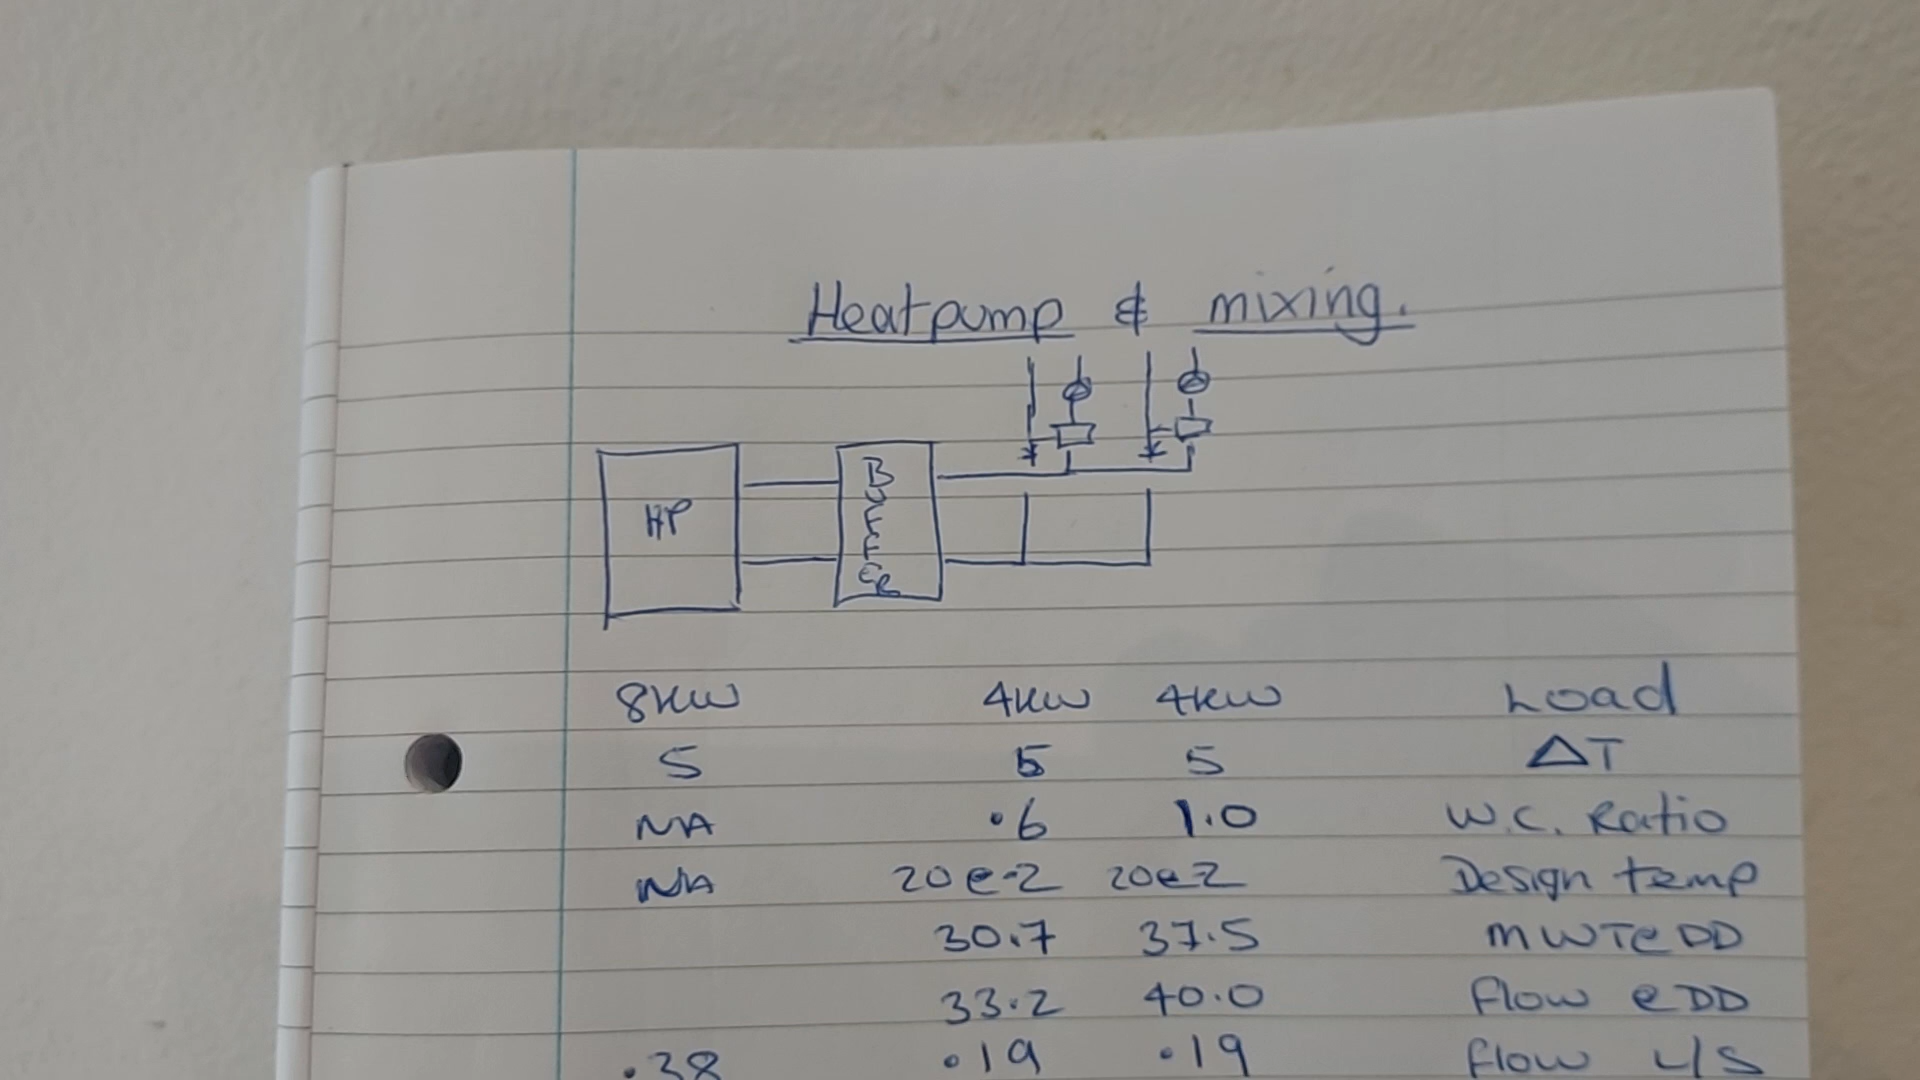 Heatpump & mixing.
HP
BUFFER
8KW 4KW 4KW Load
5 5 5 ΔT
NA .6 1.0 W.C. Ratio
NA 20@-2 20@2 Design temp
30.7 37.5 MWT@DD
33.2 40.0 Flow @DD
.38 .19 .19 Flow L/S